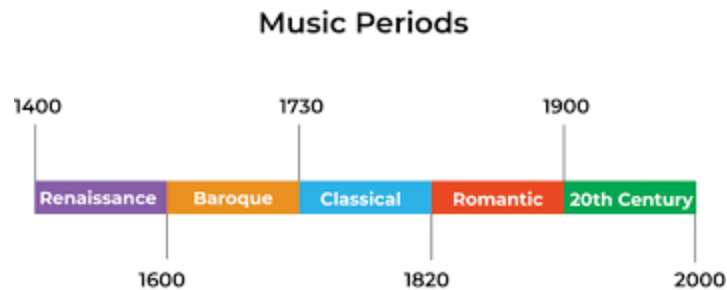 Music Periods
1400 1730 1900
Renaissance Baroque Classical Romantic 20th Century
1600 1820 2000